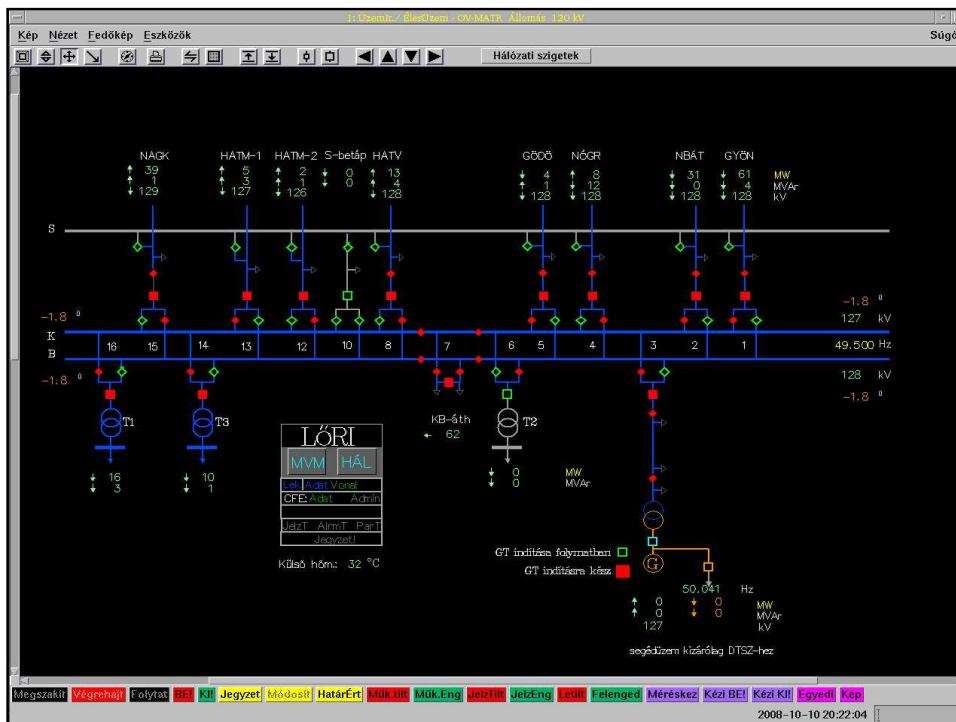 1: Üzemir./ ÉlesÜzem - OV-MATR Állomás 120 kV
Kép Nézet Fedőkép Eszközök Súgó
Hálózati szigetek
NAGK HATM-1 HATM-2 S-betáp HATV GÖDÖ NÓGR NBÁT GYÖN
39 5 2 0 13 4 8 31 61 MW
1 3 1 0 4 1 12 0 4 MVAr
129 127 126 128 128 128 128 128 kV
S
-1.8 0 -1.8 0
127 kV
K
16 15 14 13 12 10 8 7 6 5 4 3 2 1 49.500 Hz
B
128 kV
-1.8 0 -1.8 0
T1 T3 KB-áth T2
62
LŐRI
MVM HÁL
16 10 0 MW
3 1 0 MVAr
Lek. Adat Vonal
CFE: Adat Admin
JelzT AlrmT ParT
Jegyzet!
GT indítása folymatban
Külső hőm.: 32 °C
GT indításra kész
G
50.041 Hz
0 0 MW
0 0 MVAr
127 kV
segédüzem kizárólag DTSZ-hez
Megszakít Végrehajt Folytat BE! KI! Jegyzet Módosít HatárÉrt Műk.tilt Műk.Eng JelzTilt JelzEng Letilt Felenged Méréskez Kézi BE! Kézi KI! Egyedi Kép
2008-10-10 20:22:04